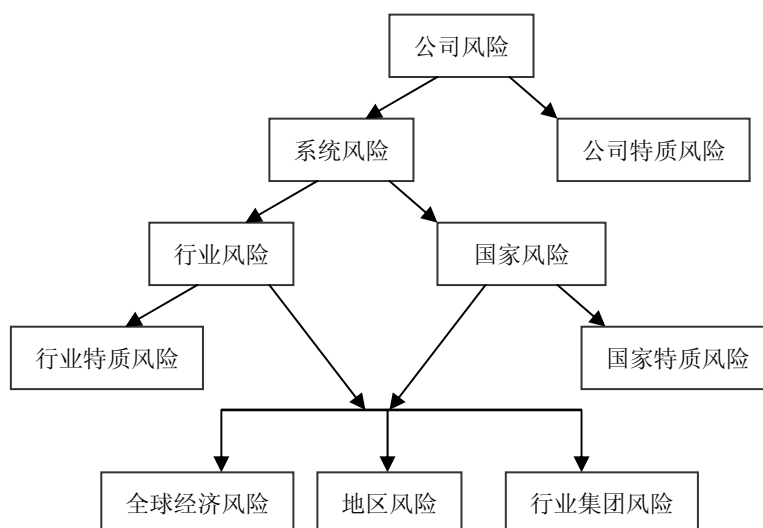 公司风险
系统风险
公司特质风险
行业风险
国家风险
行业特质风险
国家特质风险
全球经济风险
地区风险
行业集团风险